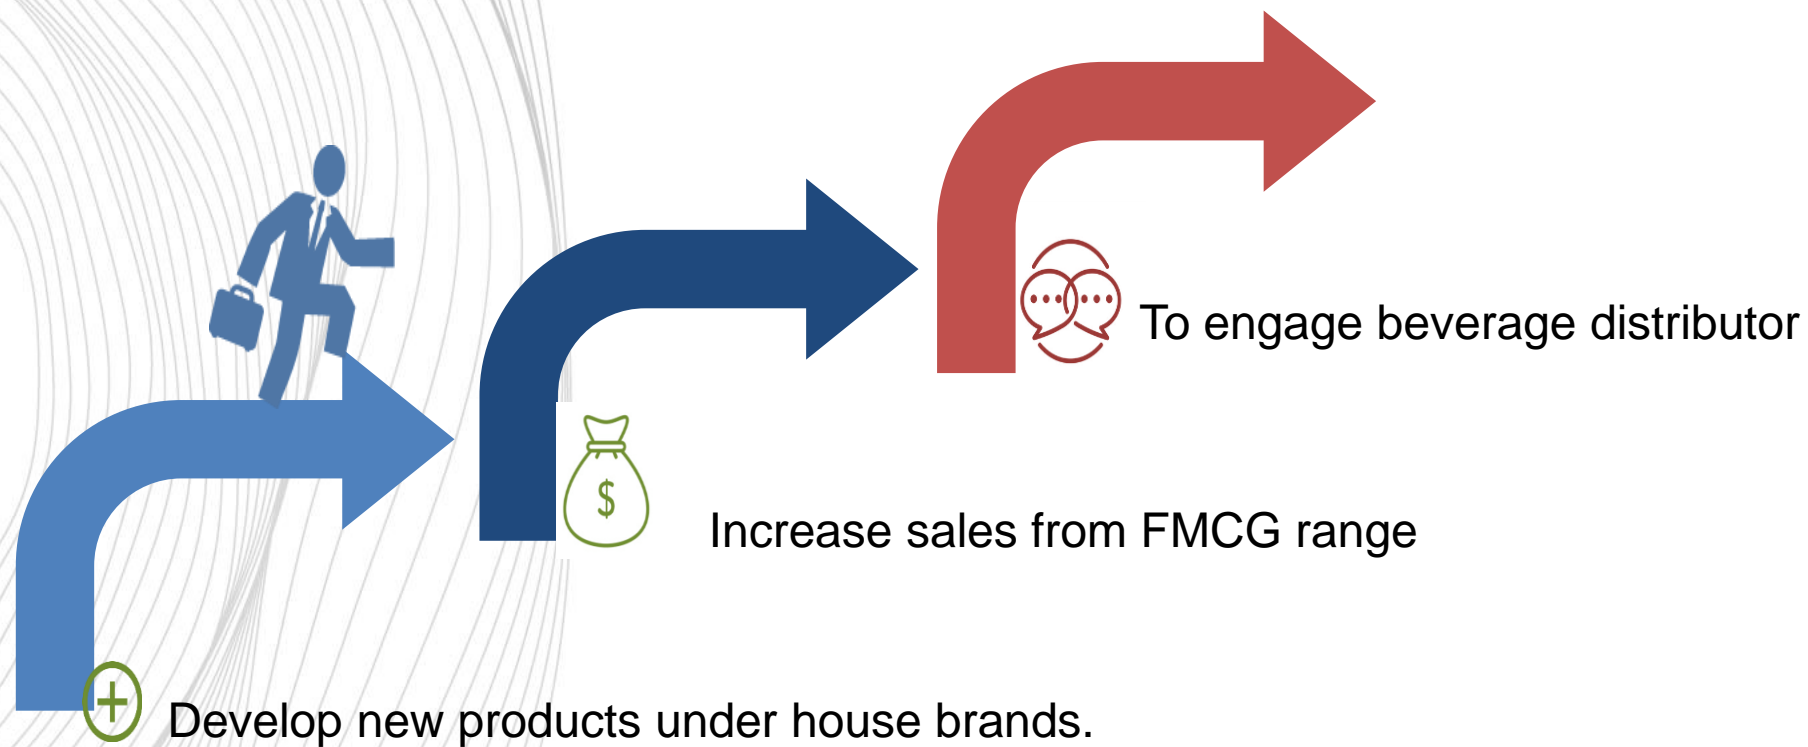 To engage beverage distributor
$
Increase sales from FMCG range
Develop new products under house brands.